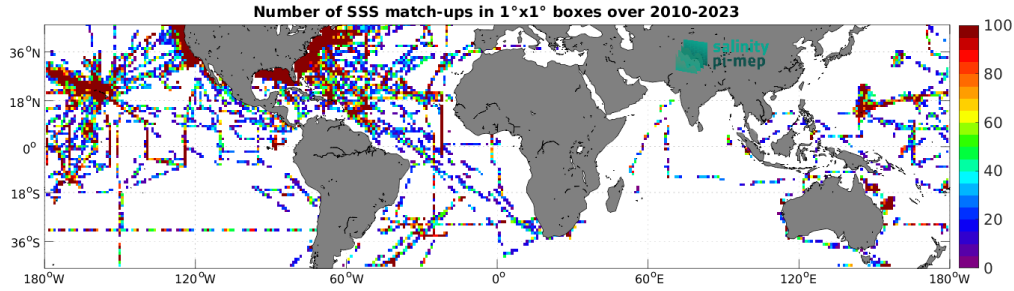 Number of SSS match-ups in 1°x1° boxes over 2010-2023
salinity
pi-mep
36°N
18°N
0°
18°S
36°S
180°W
120°W
60°W
0°
60°E
120°E
180°W
100
80
60
40
20
0